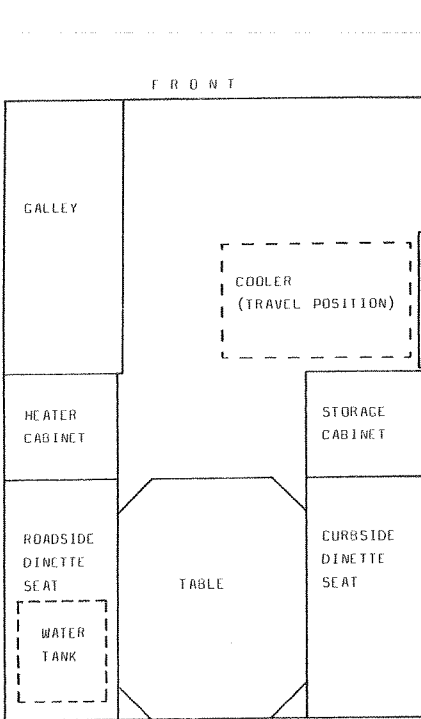 FRONT
GALLEY
COOLER
(TRAVEL POSITION)
HEATER
CABINET
STORAGE
CABINET
ROADSIDE
DINETTE
SEAT
TABLE
CURBSIDE
DINETTE
SEAT
WATER
TANK